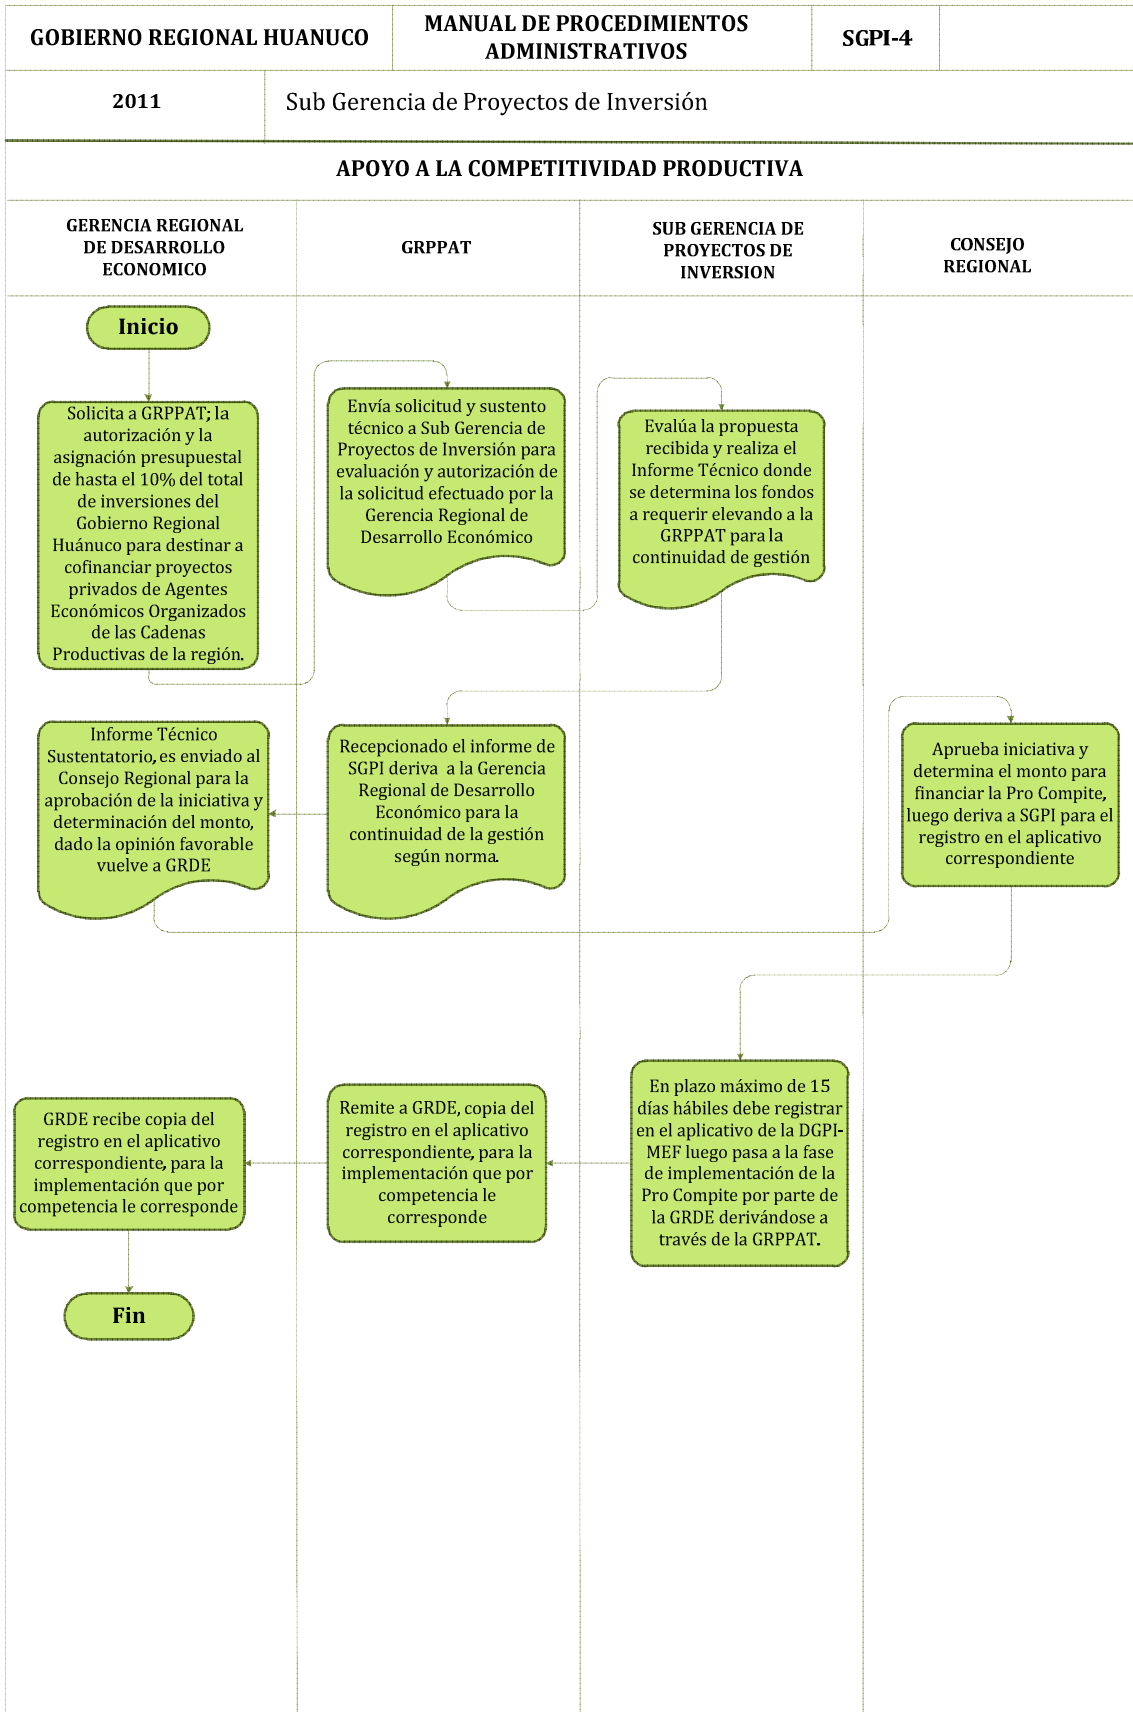 GOBIERNO REGIONAL HUANUCO
MANUAL DE PROCEDIMIENTOS
ADMINISTRATIVOS
SGPI-4
2011
Sub Gerencia de Proyectos de Inversión
APOYO A LA COMPETITIVIDAD PRODUCTIVA
GERENCIA REGIONAL
DE DESARROLLO
ECONOMICO
GRPPAT
SUB GERENCIA DE
PROYECTOS DE
INVERSION
CONSEJO
REGIONAL
Inicio
Solicita a GRPPAT; la
autorización y la
asignación presupuestal
de hasta el 10% del total
de inversiones del
Gobierno Regional
Huánuco para destinar a
cofinanciar proyectos
privados de Agentes
Económicos Organizados
de las Cadenas
Productivas de la región.
Envía solicitud y sustento
técnico a Sub Gerencia de
Proyectos de Inversión para
evaluación y autorización de
la solicitud efectuado por la
Gerencia Regional de
Desarrollo Económico
Evalúa la propuesta
recibida y realiza el
Informe Técnico donde
se determina los fondos
a requerir elevando a la
GRPPAT para la
continuidad de gestión
Informe Técnico
Sustentatorio, es enviado al
Consejo Regional para la
aprobación de la iniciativa y
determinación del monto,
dado la opinión favorable
vuelve a GRDE
Recepcionado el informe de
SGPI deriva a la Gerencia
Regional de Desarrollo
Económico para la
continuidad de la gestión
según norma.
Aprueba iniciativa y
determina el monto para
financiar la Pro Compite,
luego deriva a SGPI para el
registro en el aplicativo
correspondiente
GRDE recibe copia del
registro en el aplicativo
correspondiente, para la
implementación que por
competencia le corresponde
Remite a GRDE, copia del
registro en el aplicativo
correspondiente, para la
implementación que por
competencia le
corresponde
En plazo máximo de 15
días hábiles debe registrar
en el aplicativo de la DGPI-
MEF luego pasa a la fase
de implementación de la
Pro Compite por parte de
la GRDE derivándose a
través de la GRPPAT.
Fin